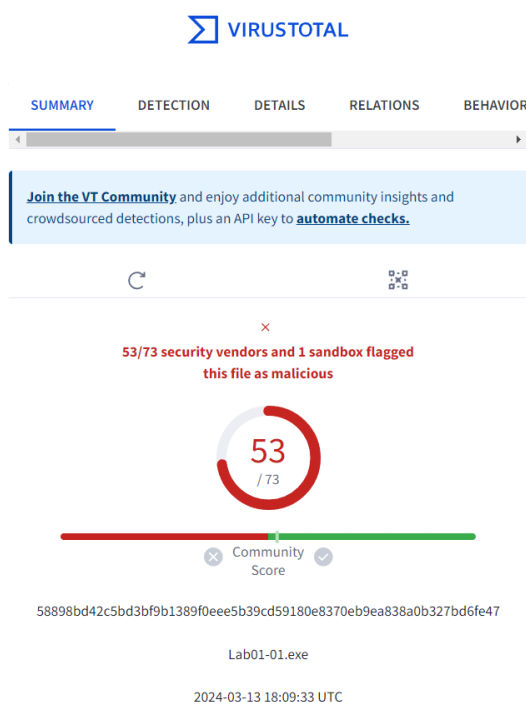 VIRUSTOTAL
SUMMARY DETECTION DETAILS RELATIONS BEHAVIOR
Join the VT Community and enjoy additional community insights and
crowdsourced detections, plus an API key to automate checks.
53/73 security vendors and 1 sandbox flagged
this file as malicious
53
/ 73
Community
Score
58898bd42c5bd3bf9b1389f0eee5b39cd59180e8370eb9ea838a0b327bd6fe47
Lab01-01.exe
2024-03-13 18:09:33 UTC